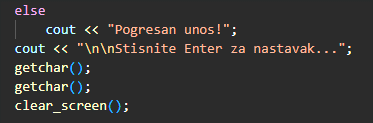 else
cout << "Pogresan unos!";
cout << "\n\nStisnite Enter za nastavak...";
getchar();
getchar();
clear_screen();